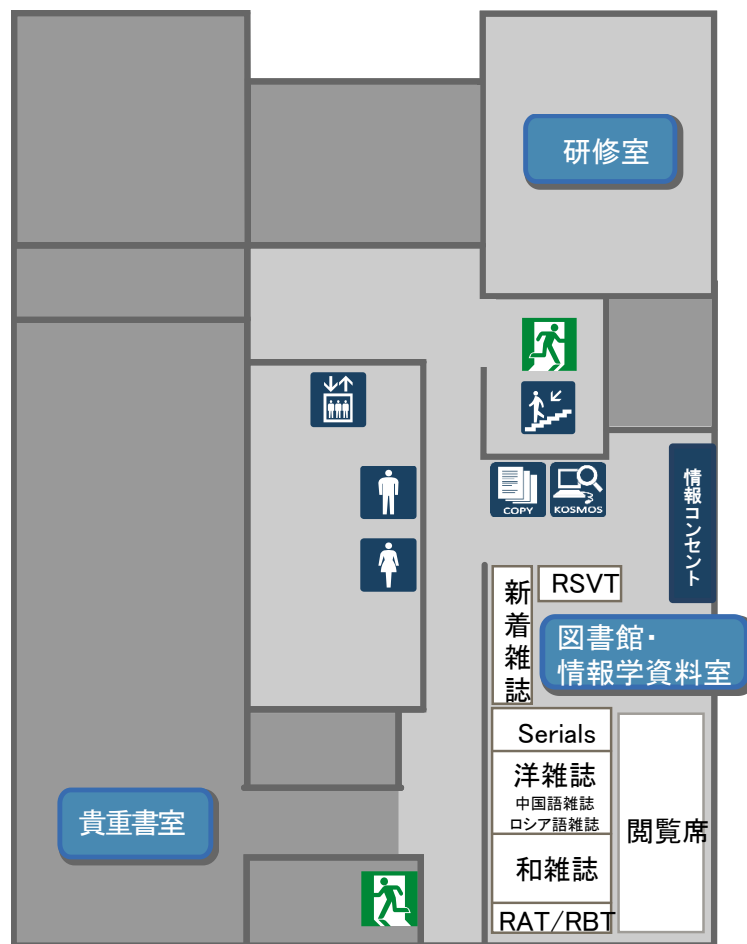 研修室
COPY
KOSMOS
情報コンセント
新着雑誌
RSVT
図書館・
情報学資料室
Serials
洋雑誌
中国語雑誌
ロシア語雑誌
閲覧席
貴重書室
和雑誌
RAT/RBT